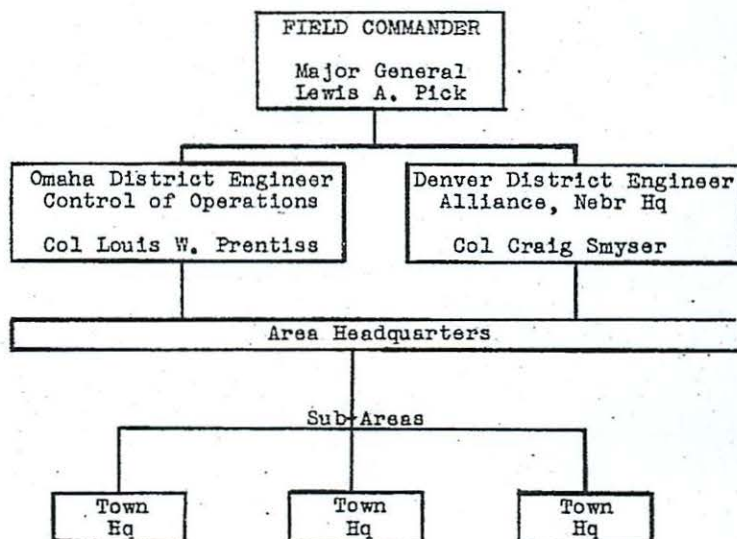 FIELD COMMANDER
Major General
Lewis A. Pick
Omaha District Engineer
Control of Operations
Col Louis W. Prentiss
Denver District Engineer
Alliance, Nebr Hq
Col Craig Smyser
Area Headquarters
Sub-Areas
Town
Hq
Town
Hq
Town
Hq